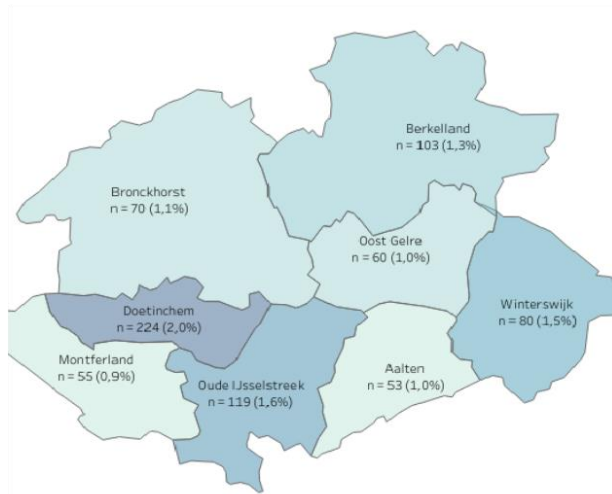 Berkelland
n = 103 (1,3%)
Bronckhorst
n = 70 (1,1%)
Oost Gelre
n = 60 (1,0%)
Doetinchem
n = 224 (2,0%)
Winterswijk
n = 80 (1,5%)
Montferland
n = 55 (0,9%)
Oude IJsselstreek
n = 119 (1,6%)
Aalten
n = 53 (1,0%)